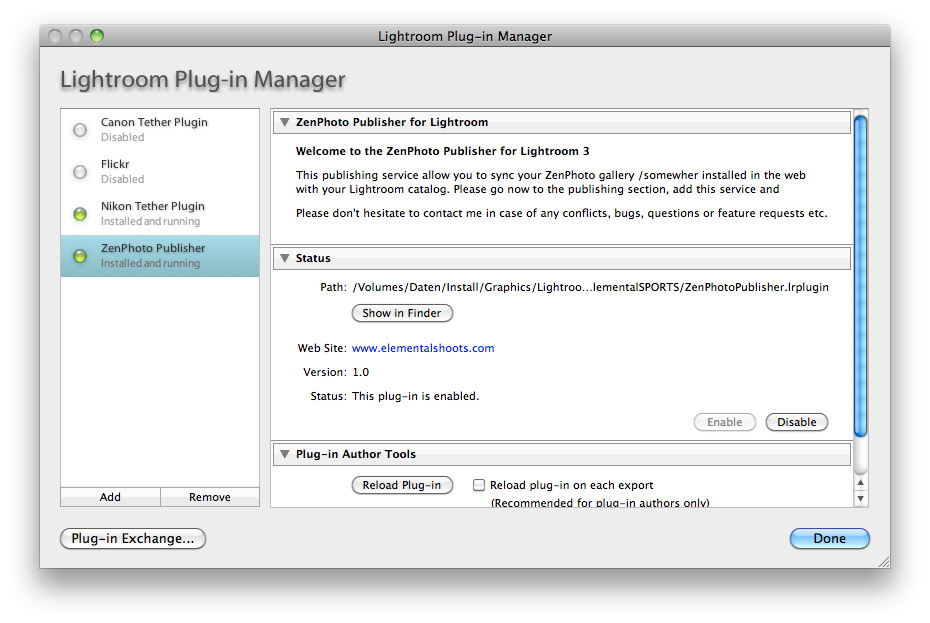 Lightroom Plug-in Manager
Lightroom Plug-in Manager
Canon Tether Plugin
Disabled
Flickr
Disabled
Nikon Tether Plugin
Installed and running
ZenPhoto Publisher
Installed and running
Add
Remove
ZenPhoto Publisher for Lightroom
Welcome to the ZenPhoto Publisher for Lightroom 3
This publishing service allow you to sync your ZenPhoto gallery /somewher installed in the web
with your Lightroom catalog. Please go now to the publishing section, add this service and
Please don't hesitate to contact me in case of any conflicts, bugs, questions or feature requests etc.
Status
Path: /Volumes/Daten/Install/Graphics/Lightroo...lementalSPORTS/ZenPhotoPublisher.lrplugin
Show in Finder
Web Site: www.elementalshoots.com
Version: 1.0
Status: This plug-in is enabled.
Enable
Disable
Plug-in Author Tools
Reload Plug-in
Reload plug-in on each export
(Recommended for plug-in authors only)
Plug-in Exchange...
Done